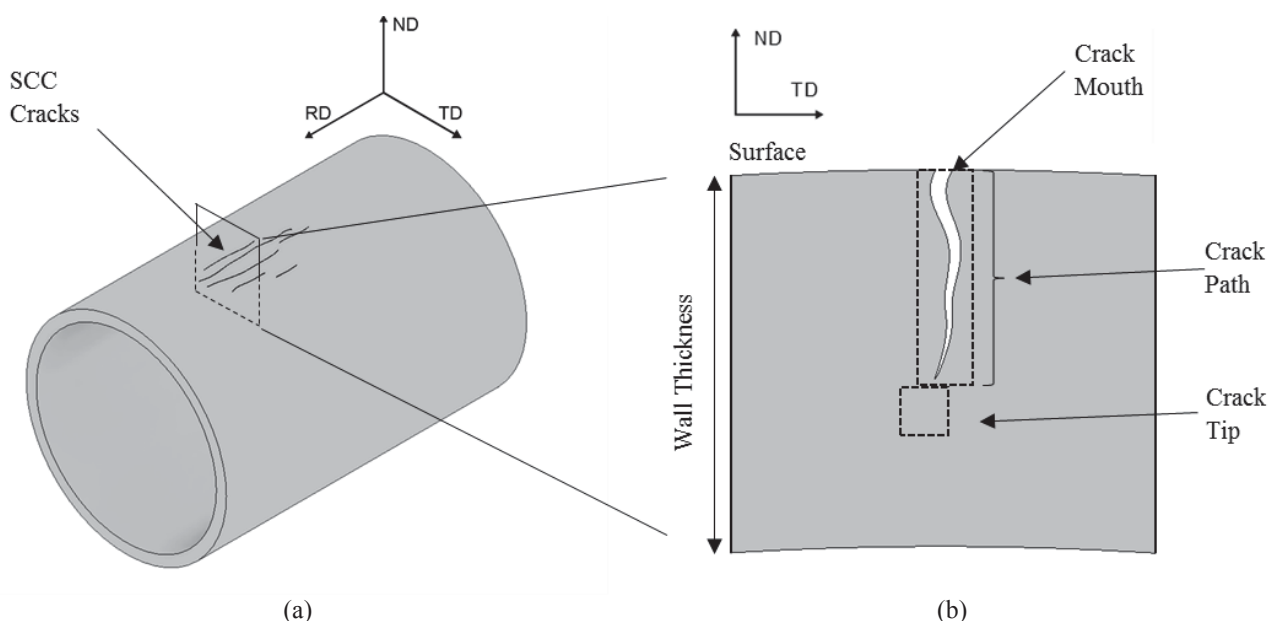 ND
RD
TD
SCC
Cracks
(a)
ND
TD
Crack
Mouth
Surface
Wall Thickness
Crack
Path
Crack
Tip
(b)